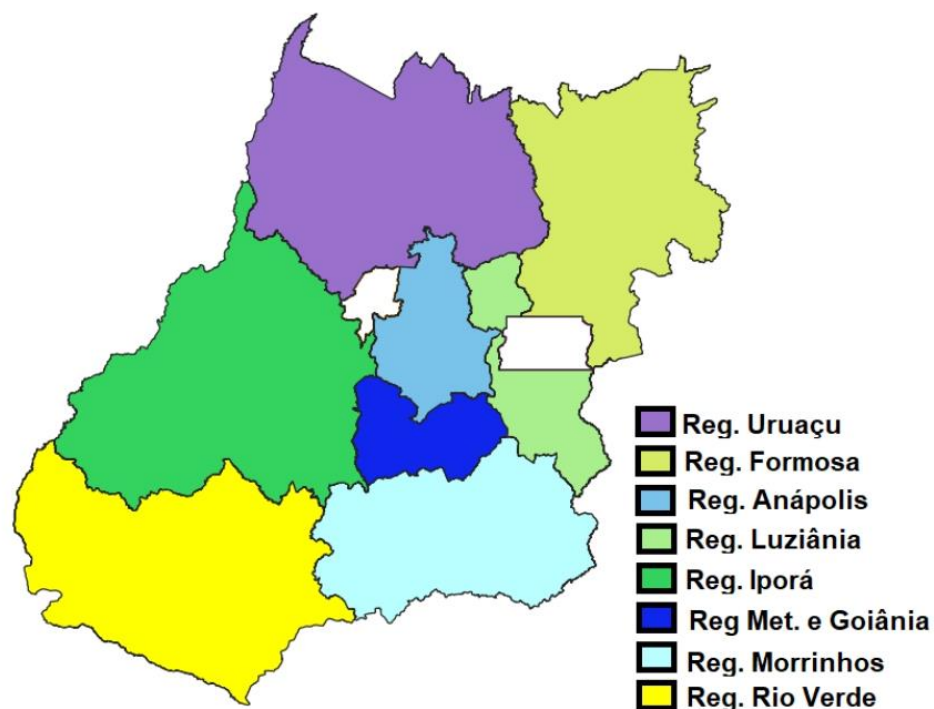 Reg. Uruaçu
Reg. Formosa
Reg. Anápolis
Reg. Luziânia
Reg. Iporá
Reg Met. e Goiânia
Reg. Morrinhos
Reg. Rio Verde